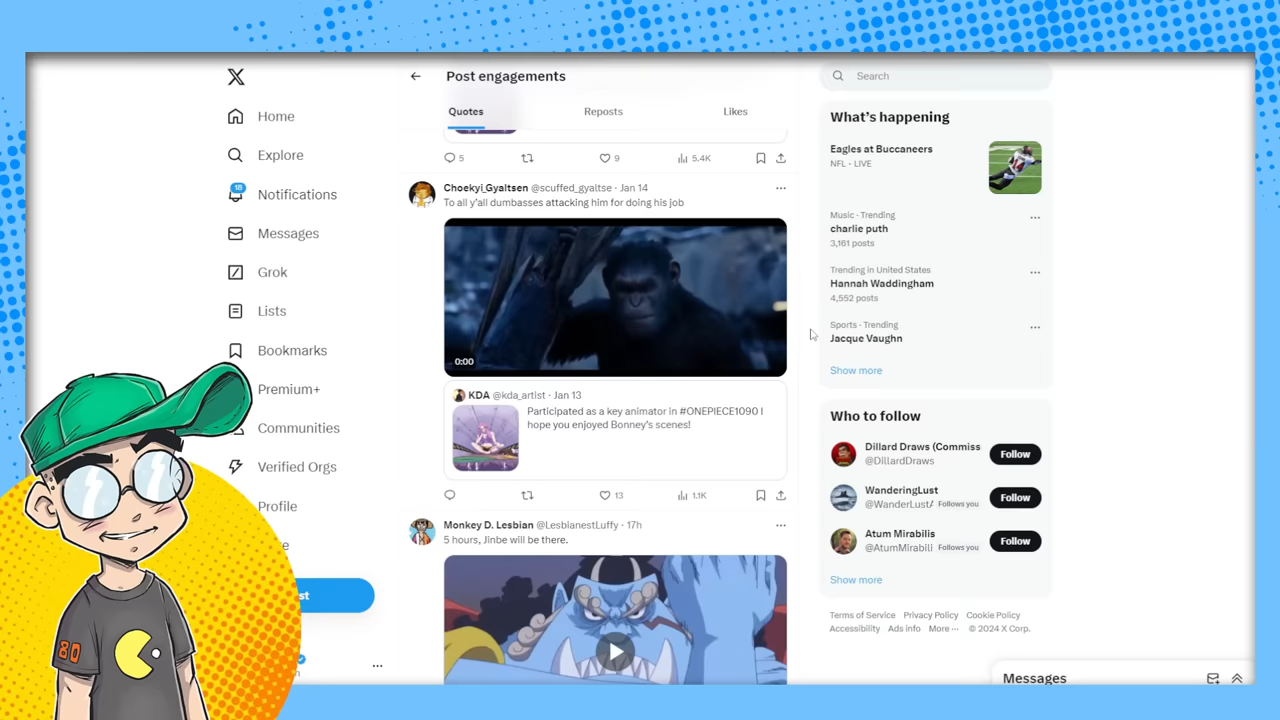 Home
Explore
18
Notifications
Messages
Grok
Lists
Bookmarks
Premium+
Communities
Verified Orgs
Profile
80
Post engagements
Quotes
Reposts
Likes
5
9
5.4K
Choekyi_Gyaltsen @scuffed_gyaltse · Jan 14
To all y'all dumbasses attacking him for doing his job
0:00
KDA @kda_artist · Jan 13
Participated as a key animator in #ONEPIECE1090 I
hope you enjoyed Bonney's scenes!
13
1.1K
Monkey D. Lesbian @LesbianestLuffy · 17h
5 hours, Jinbe will be there.
Search
What's happening
Eagles at Buccaneers
NFL · LIVE
Music · Trending
charlie puth
3,161 posts
Trending in United States
Hannah Waddingham
4,552 posts
Sports · Trending
Jacque Vaughn
Show more
Who to follow
Dillard Draws (Commiss
@DillardDraws
Follow
WanderingLust
@WanderLustA Follows you
Follow
Atum Mirabilis
@AtumMirabili Follows you
Follow
Show more
Terms of Service Privacy Policy Cookie Policy
Accessibility Ads info More ··· © 2024 X Corp.
Messages